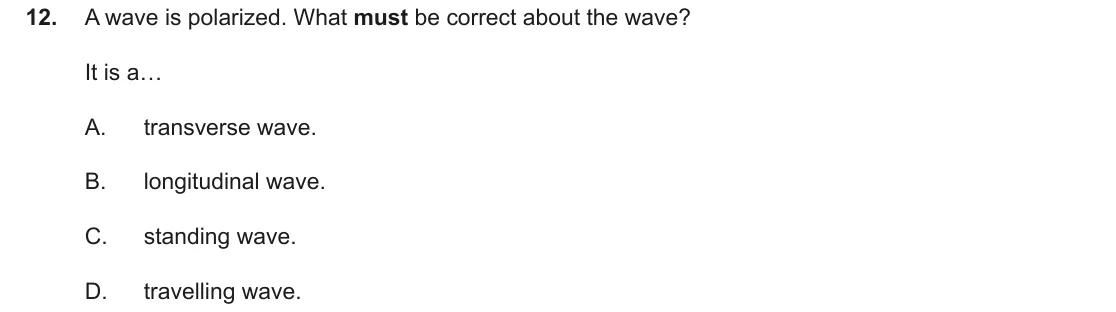 12. A wave is polarized. What must be correct about the wave?
It is a…
A. transverse wave.
B. longitudinal wave.
C. standing wave.
D. travelling wave.